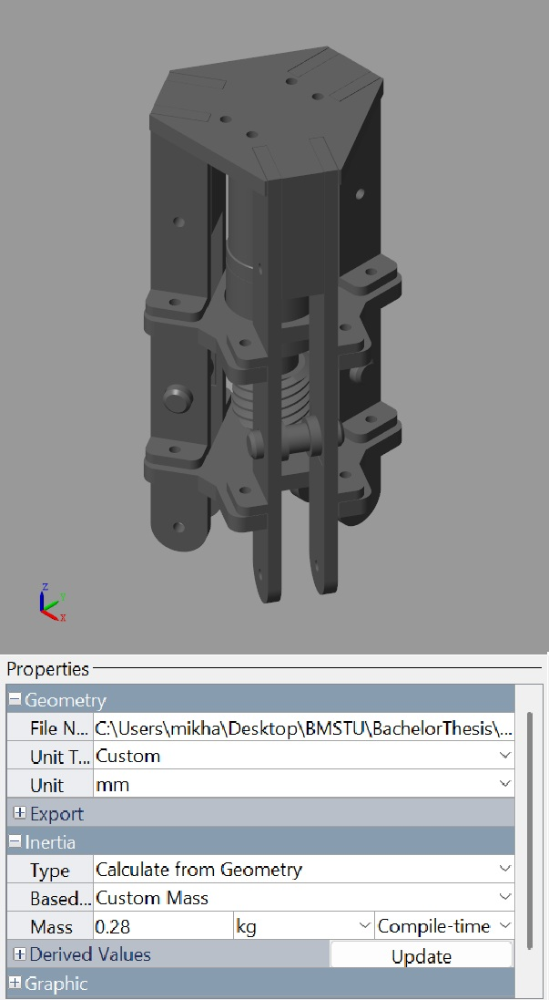 Z
Y
X
Properties
Geometry
File N... C:\Users\mikha\Desktop\BMSTU\BachelorThesis\...
Unit T... Custom
Unit mm
Export
Inertia
Type Calculate from Geometry
Based... Custom Mass
Mass 0.28 kg Compile-time
Derived Values Update
Graphic